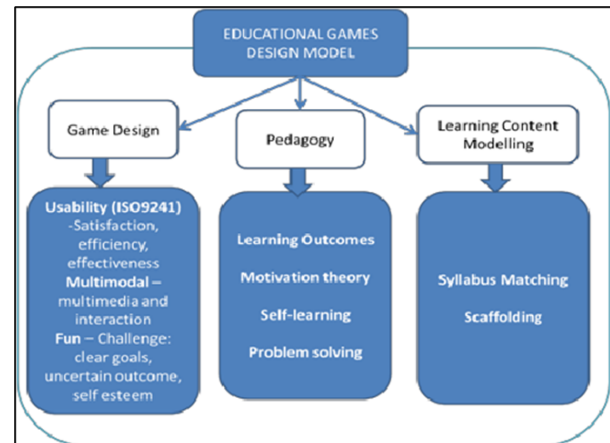 EDUCATIONAL GAMES
DESIGN MODEL
Game Design
Pedagogy
Learning Content
Modelling
Usability (ISO9241)
-Satisfaction,
efficiency,
effectiveness
Multimodal –
multimedia and
interaction
Fun – Challenge:
clear goals,
uncertain outcome,
self esteem
Learning Outcomes
Motivation theory
Self-learning
Problem solving
Syllabus Matching
Scaffolding